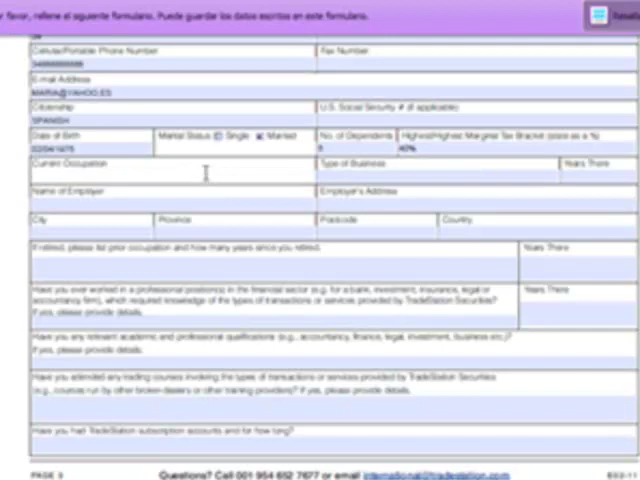 r favor, rellene el siguiente formulario. Puede guardar los datos escritos en este formulario.
Cellular/Portable Phone Number Fax Number
E-mail Address
MARIA@YAHOO.ES
Citizenship U.S. Social Security # (if applicable)
SPANISH
Date of Birth Marital Status Single Married No. of Dependents Highest/Highest Marginal Tax Bracket (state as a %)
40%
Current Occupation Type of Business Years There
Name of Employer Employer's Address
City Province Postcode Country
If retired, please list prior occupation and how many years since you retired. Years There
Have you ever worked in a professional position(s) in the financial sector (e.g. for a bank, investment, insurance, legal or Years There
accountancy firm), which required knowledge of the types of transactions or services provided by TradeStation Securities?
If yes, please provide details.
Have you any relevant academic and professional qualifications (e.g., accountancy, finance, legal, investment, business etc.)?
If yes, please provide details.
Have you attended any trading courses involving the types of transactions or services provided by TradeStation Securities
(e.g., courses run by other broker-dealers or other training providers)? If yes, please provide details.
Have you had TradeStation subscription accounts and for how long?
PAGE 3 Questions? Call 001 954 652 7677 or email international@tradestation.com